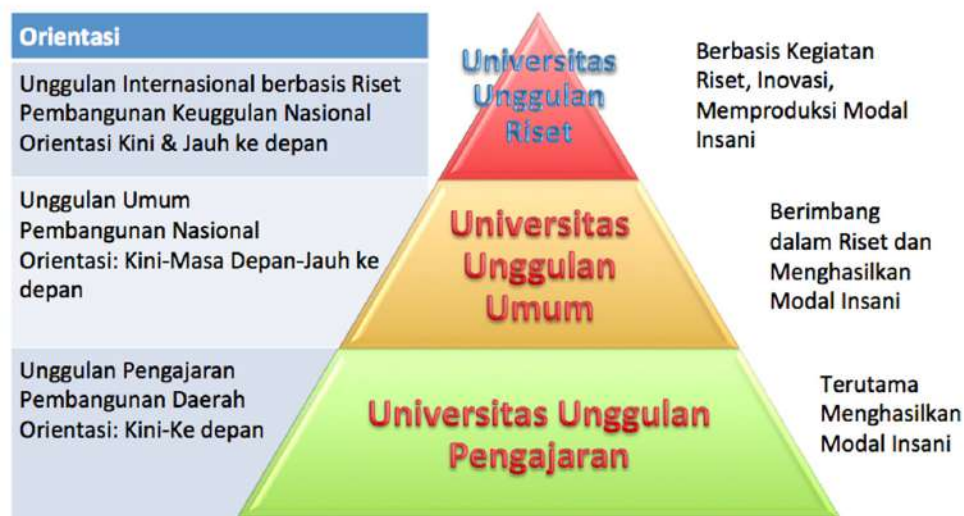 Orientasi
Unggulan Internasional berbasis Riset
Pembangunan Keuggulan Nasional
Orientasi Kini & Jauh ke depan
Universitas
Unggulan
Riset
Berbasis Kegiatan
Riset, Inovasi,
Memproduksi Modal
Insani
Unggulan Umum
Pembangunan Nasional
Orientasi: Kini-Masa Depan-Jauh ke
depan
Universitas
Unggulan
Umum
Berimbang
dalam Riset dan
Menghasilkan
Modal Insani
Unggulan Pengajaran
Pembangunan Daerah
Orientasi: Kini-Ke depan
Universitas Unggulan
Pengajaran
Terutama
Menghasilkan
Modal Insani